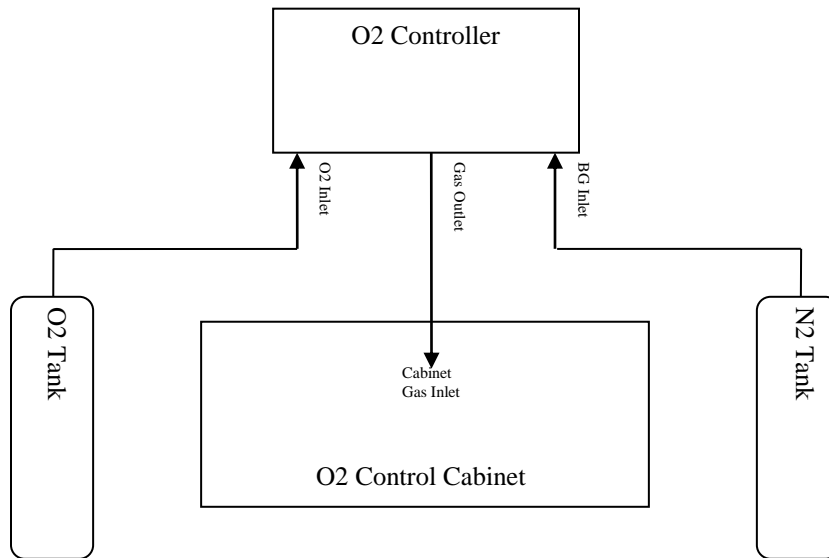 O2 Controller
O2 Inlet
Gas Outlet
BG Inlet
O2 Tank
N2 Tank
Cabinet
Gas Inlet
O2 Control Cabinet